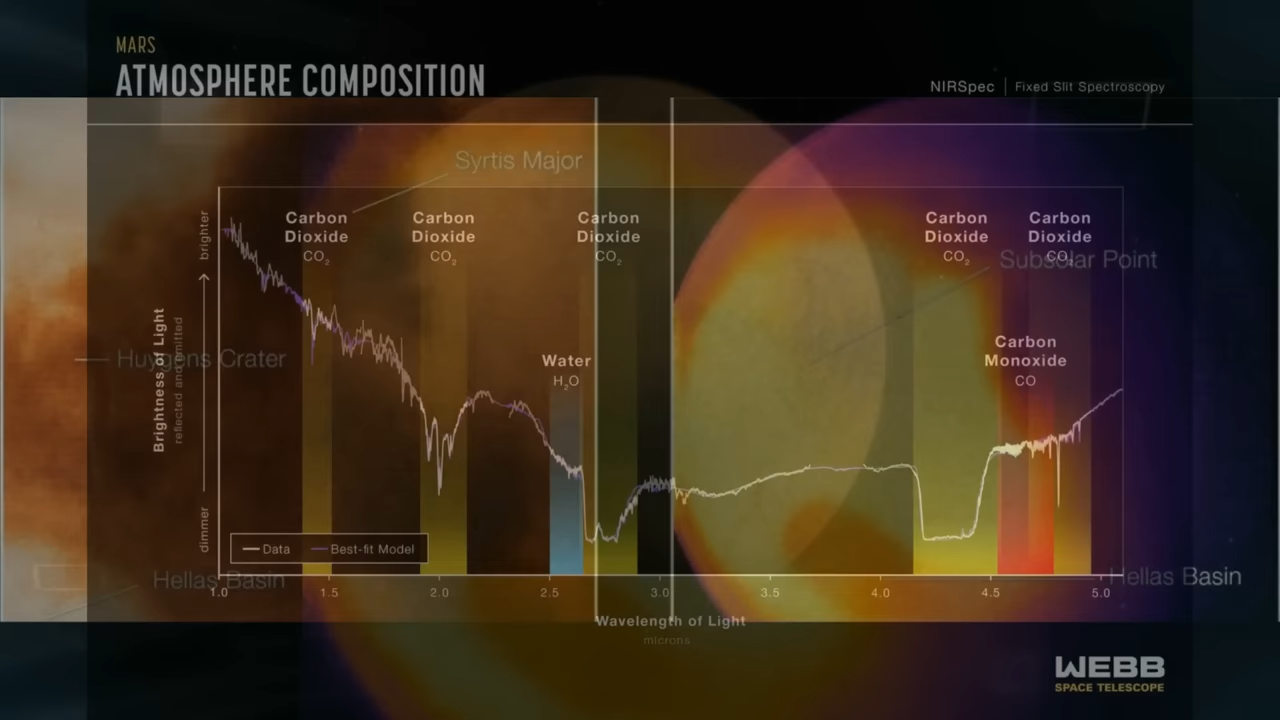 MARS
ATMOSPHERE COMPOSITION
NIRSpec | Fixed Slit Spectroscopy
Syrtis Major
Carbon
Dioxide
CO₂
Carbon
Dioxide
CO₂
Carbon
Dioxide
CO₂
Carbon
Dioxide
CO₂
Carbon
Dioxide
CO₂
Subsolar Point
brighter
Brightness of Light
reflected and emitted
dimmer
Huygens Crater
Water
H₂O
Carbon
Monoxide
CO
Data
Best-fit Model
Hellas Basin
Hellas Basin
1.0 1.5 2.0 2.5 3.0 3.5 4.0 4.5 5.0
Wavelength of Light
microns
WEBB
SPACE TELESCOPE